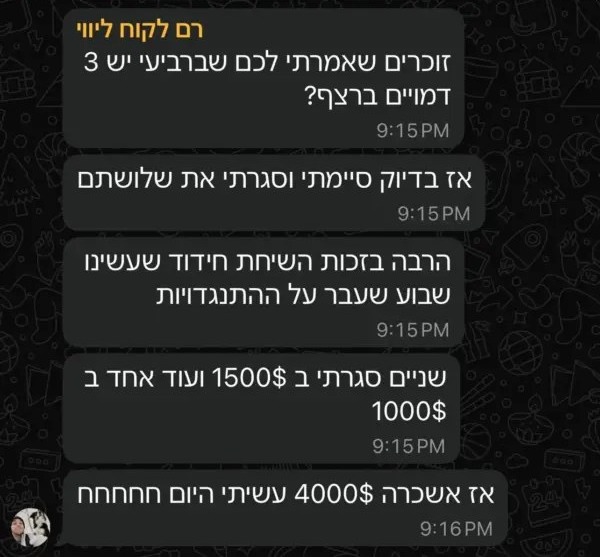 רם לקוח ליווי
זוכרים שאמרתי לכם שברביעי יש 3
דמויים ברצף?
9:15 PM
אז בדיוק סיימתי וסגרתי את שלושתם
9:15 PM
הרבה בזכות השיחת חידוד שעשינו
שבוע שעבר על ההתנגדויות
9:15 PM
שניים סגרתי ב 1500$ ועוד אחד ב
1000$
9:15 PM
אז אשכרה 4000$ עשיתי היום חחחחח
9:16 PM